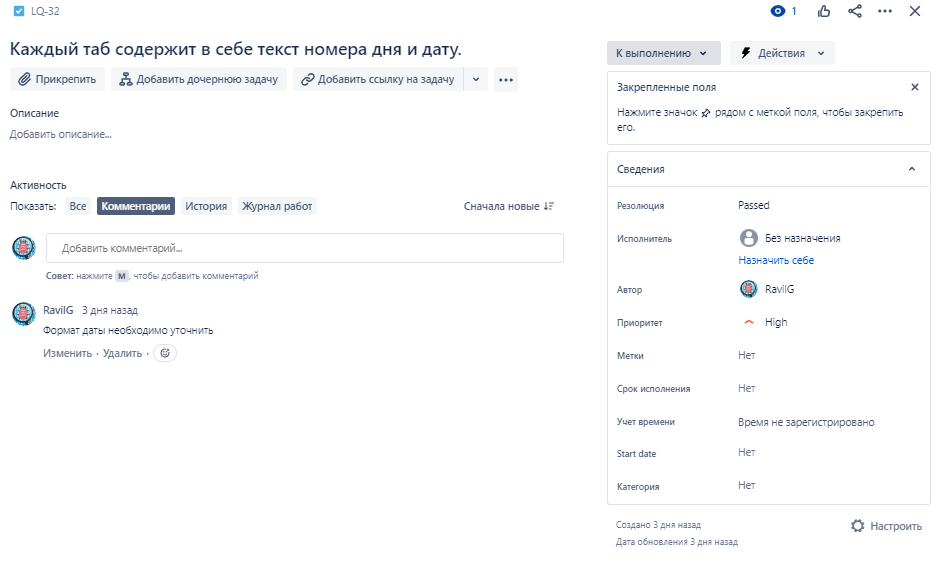 LQ-32
1
Каждый таб содержит в себе текст номера дня и дату.
Прикрепить
Добавить дочернюю задачу
Добавить ссылку на задачу
Описание
Добавить описание...
Активность
Показать:
Все
Комментарии
История
Журнал работ
Сначала новые
Добавить комментарий...
Совет: нажмите M, чтобы добавить комментарий
RavilG 3 дня назад
Формат даты необходимо уточнить
Изменить · Удалить ·
К выполнению
Действия
Закрепленные поля
Нажмите значок рядом с меткой поля, чтобы закрепить
его.
Сведения
Резолюция Passed
Исполнитель Без назначения
Назначить себе
Автор RavilG
Приоритет High
Метки Нет
Срок исполнения Нет
Учет времени Время не зарегистрировано
Start date Нет
Категория Нет
Создано 3 дня назад
Дата обновления 3 дня назад
Настроить